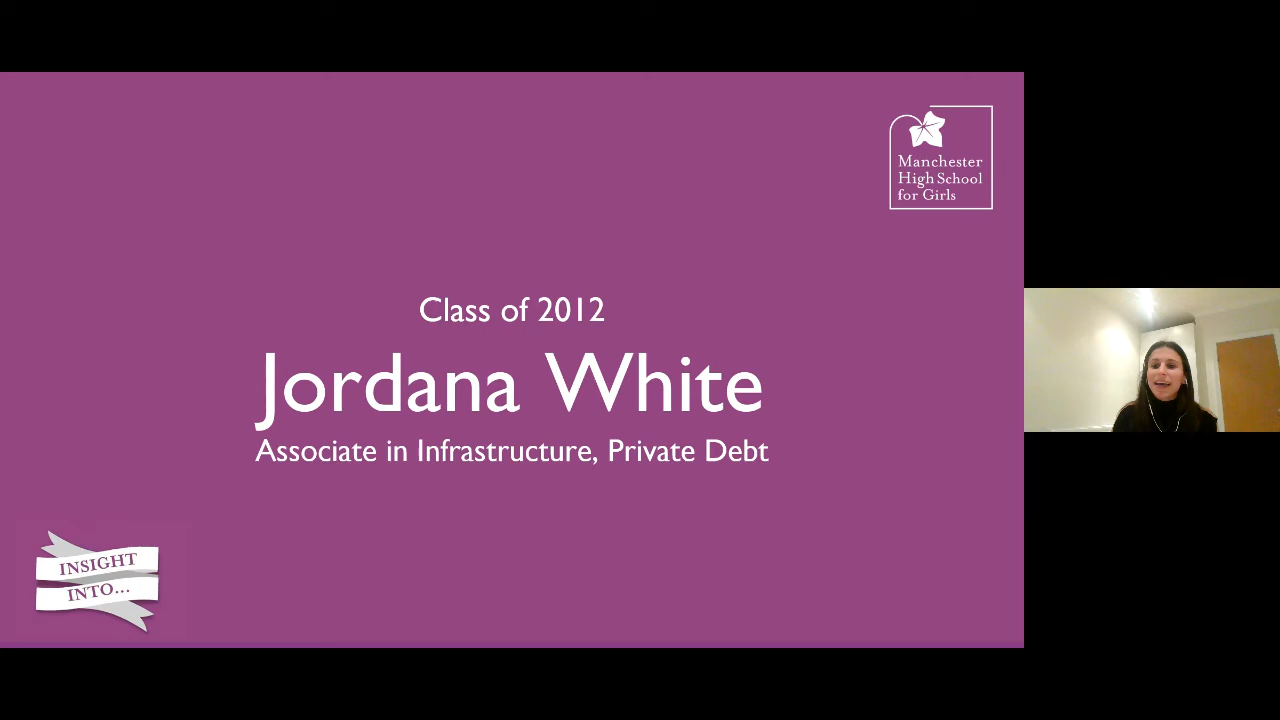 Manchester
High School
for Girls
Class of 2012
Jordana White
Associate in Infrastructure, Private Debt
INSIGHT
INTO...